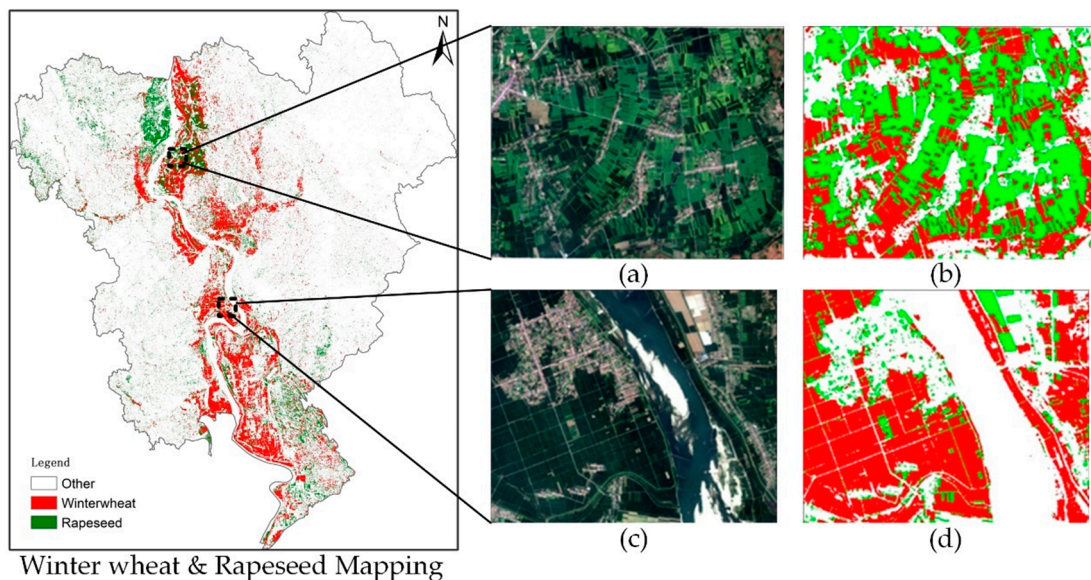 N
Legend
Other
Winterwheat
Rapeseed
(a)
(b)
(c)
(d)
Winter wheat & Rapeseed Mapping